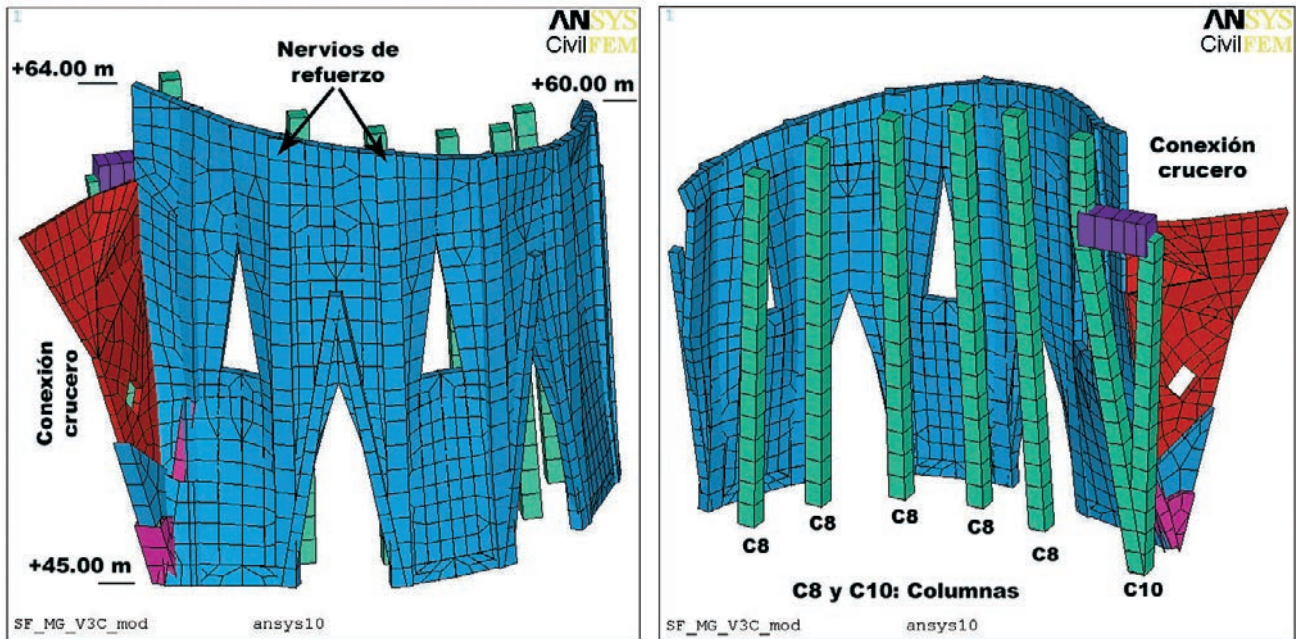 1
ANSYS
CivilFEM
Nervios de
refuerzo
+64.00 m
+60.00 m
Conexión
crucero
+45.00 m
SF_MG_V3C_mod
ansys10
1
ANSYS
CivilFEM
Conexión
crucero
C8
C8
C8
C8
C8
C10
C8 y C10: Columnas
SF_MG_V3C_mod
ansys10